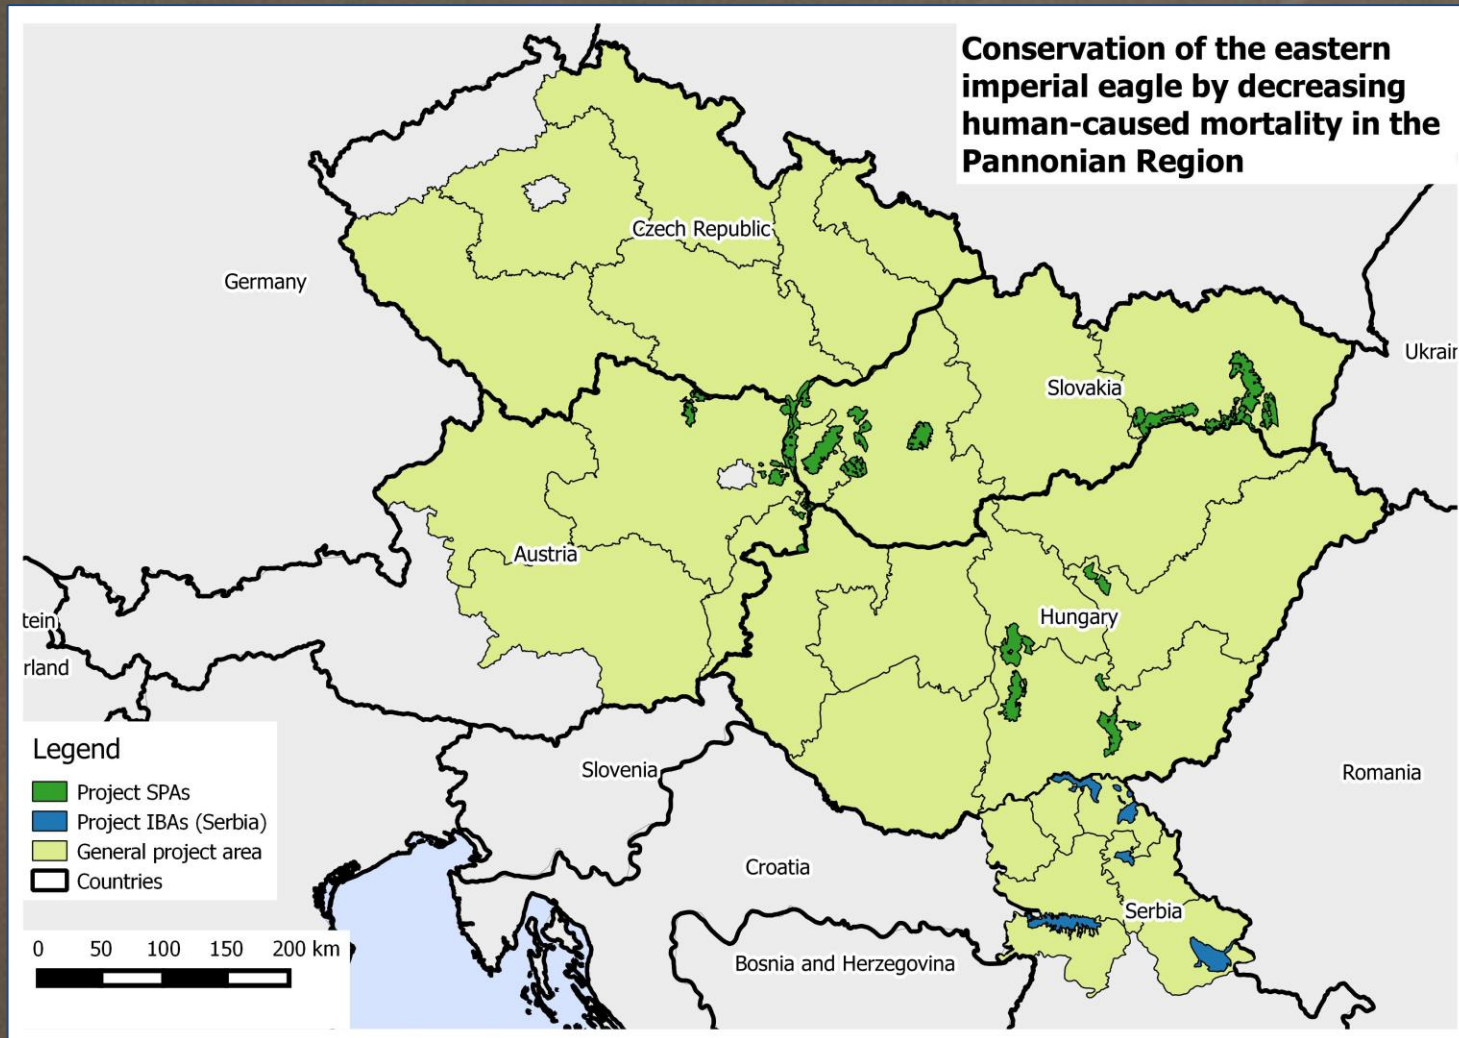 Conservation of the eastern
imperial eagle by decreasing
human-caused mortality in the
Pannonian Region
Czech Republic
Germany
Ukrair
Slovakia
Austria
Hungary
tein
rland
Legend
Project SPAs
Project IBAs (Serbia)
General project area
Countries
Slovenia
Romania
Croatia
Serbia
Bosnia and Herzegovina
0 50 100 150 200 km